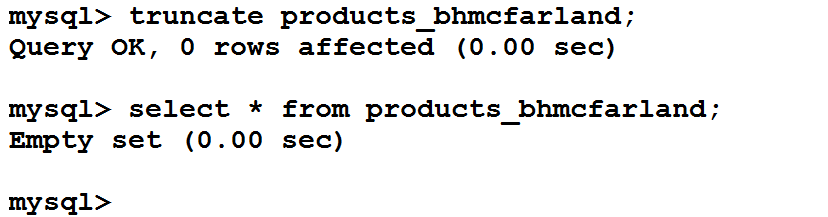 mysql> truncate products_bhmcfarland;
Query OK, 0 rows affected (0.00 sec)
mysql> select * from products_bhmcfarland;
Empty set (0.00 sec)
mysql>